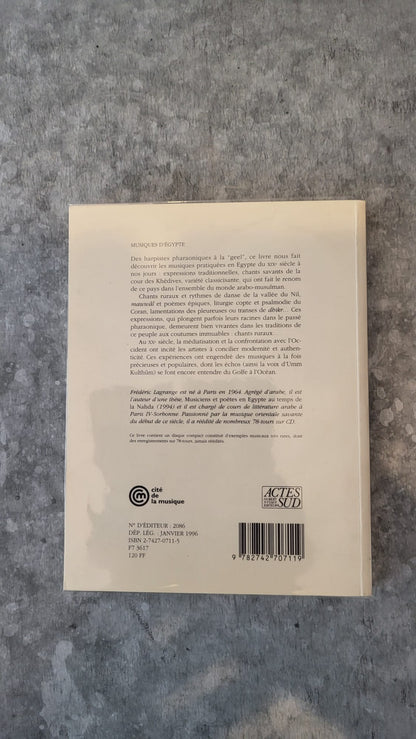 MUSIQUES D'ÉGYPTE
Des harpistes pharaoniques à la "geel", ce livre nous fait
découvrir les musiques pratiquées en Egypte du XIXe siècle à
nos jours : expressions traditionnelles, chants savants de la
cour des Khédives, variété classicisante, qui ont fait le renom
de ce pays dans l'ensemble du monde arabo-musulman.
Chants ruraux et rythmes de danse de la vallée du Nil,
mawwâl et poèmes épiques, liturgie copte et psalmodie du
Coran, lamentations des pleureuses ou transes de dhikr... Ces
expressions, qui plongent parfois leurs racines dans le passé
pharaonique, demeurent bien vivantes dans les traditions de
ce peuple aux coutumes immuables : chants ruraux...
Au XXe siècle, la médiatisation et la confrontation avec l'Oc-
cident ont incité les artistes à concilier modernité et authen-
ticité. Ces expériences ont engendré des musiques à la fois
précieuses et populaires, dont les échos (ainsi la voix d'Umm
Kulthûm) se font encore entendre du Golfe à l'Océan.
Frédéric Lagrange est né à Paris en 1964. Agrégé d'arabe, il est
l'auteur d'une thèse, Musiciens et poètes en Egypte au temps de
la Nahda (1994) et il est chargé de cours de littérature arabe à
Paris IV-Sorbonne. Passionné par la musique orientale savante
du début de ce siècle, il a réédité de nombreux 78-tours sur CD.
Ce livre contient un disque compact constitué d'exemples musicaux très rares, dont
des enregistrements sur 78-tours jamais réédités.
cité
de la
musique
ACTES
SUD
N° D'ÉDITEUR : 2086
DÉP. LÉG. : JANVIER 1996
ISBN 2-7427-0711-5
F7 3617
120 FF
9 782742 707119